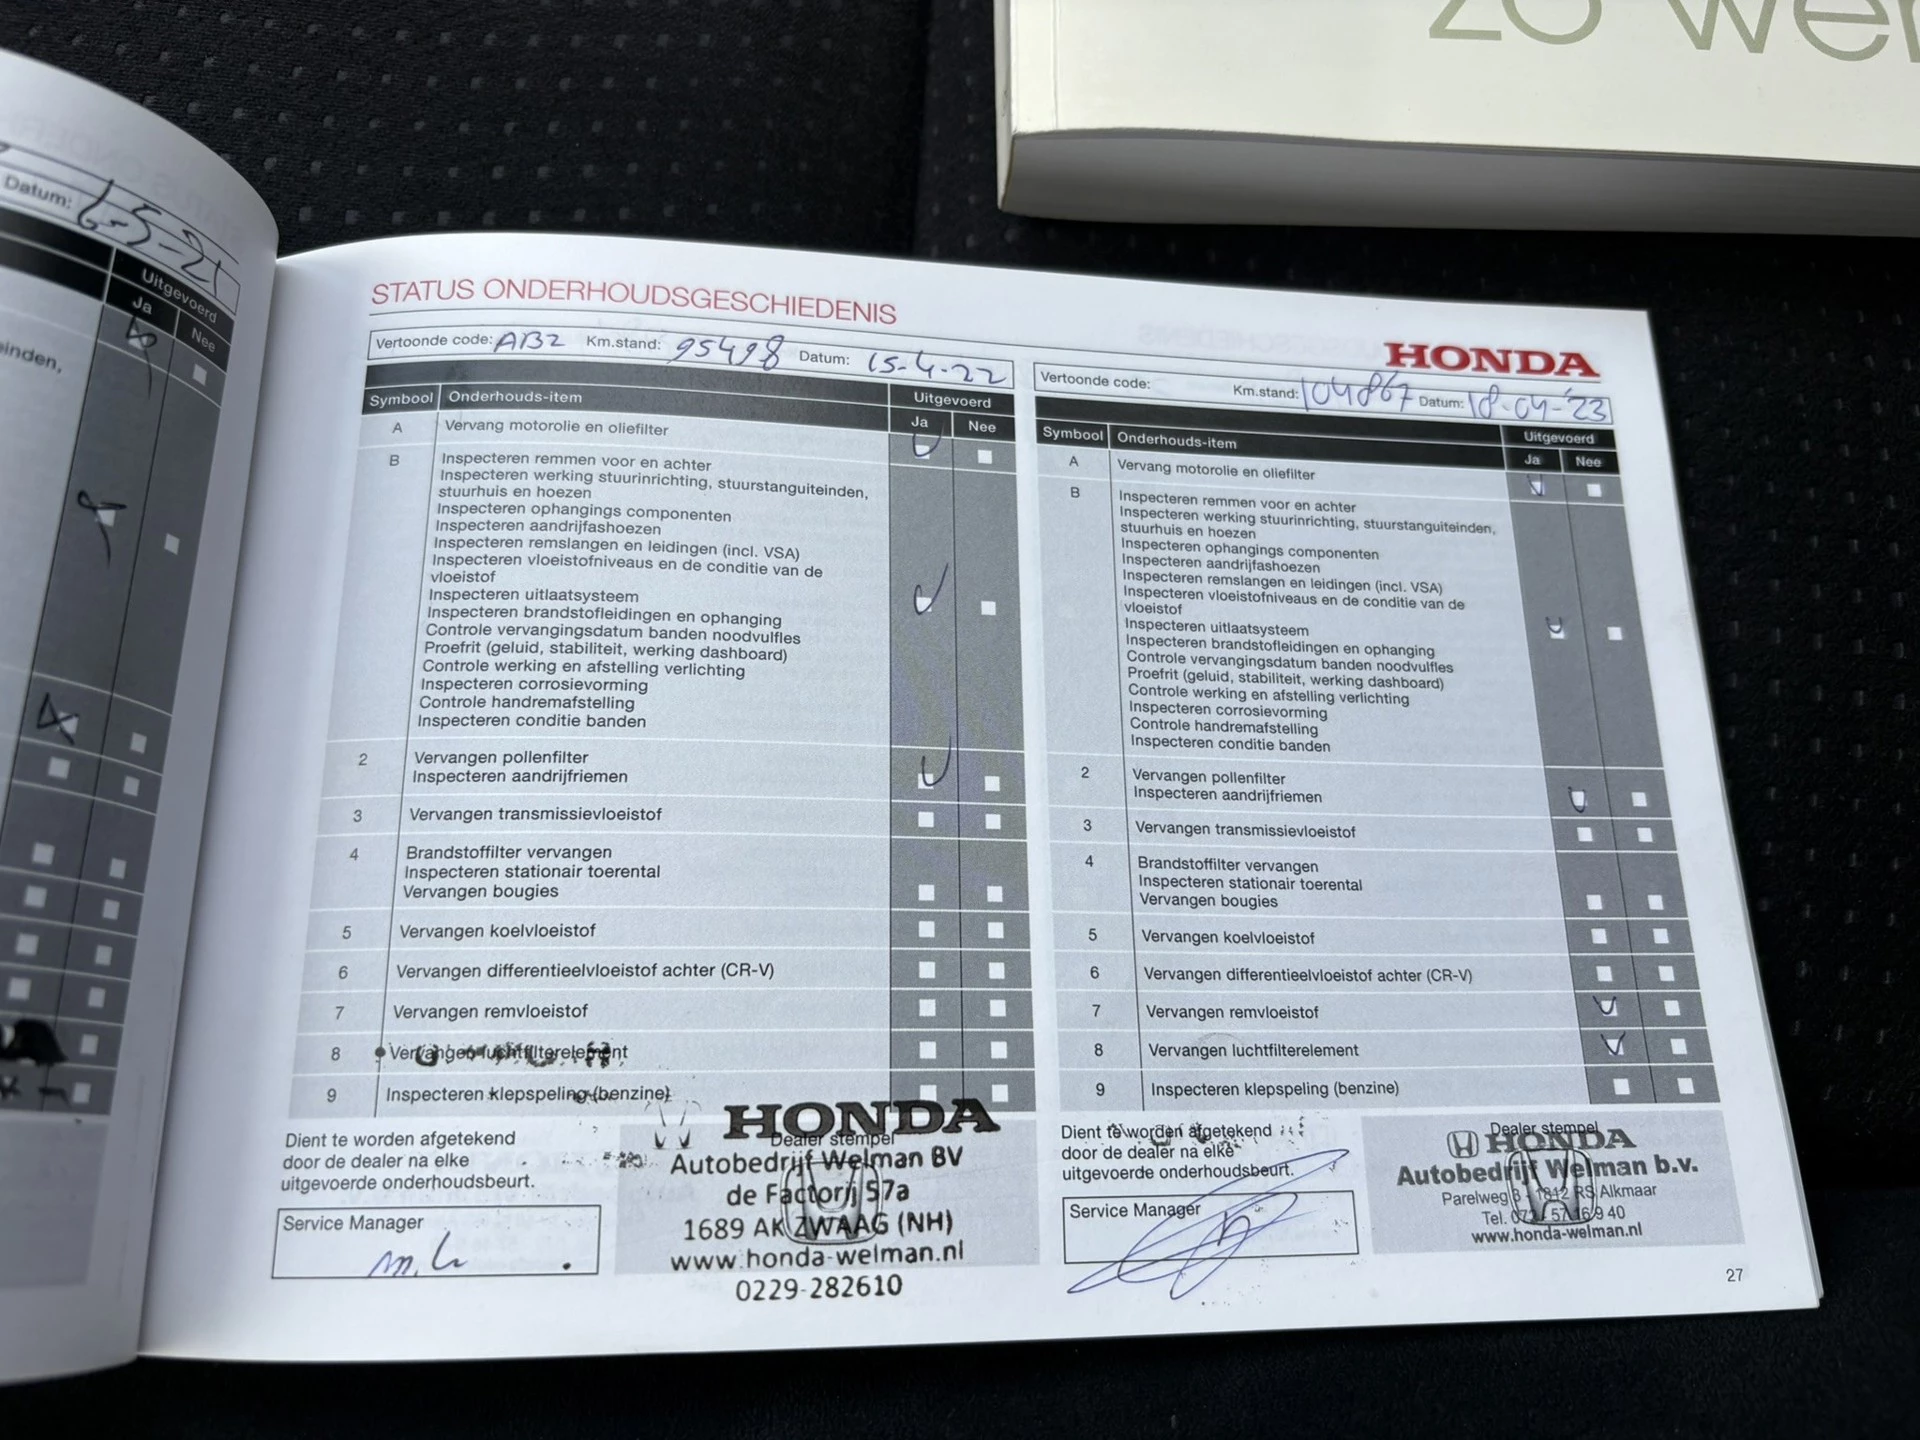 zo wer
Datum: 6-5-21
Uitgevoerd
Ja Nee
einden,
STATUS ONDERHOUDSGESCHIEDENIS
Vertoonde code: AB2 Km.stand: 95498 Datum: 15-4-22
Symbool Onderhouds-item Uitgevoerd
Ja Nee
A Vervang motorolie en oliefilter
B Inspecteren remmen voor en achter
Inspecteren werking stuurinrichting, stuurstanguiteinden,
stuurhuis en hoezen
Inspecteren ophangings componenten
Inspecteren aandrijfashoezen
Inspecteren remslangen en leidingen (incl. VSA)
Inspecteren vloeistofniveaus en de conditie van de
vloeistof
Inspecteren uitlaatsysteem
Inspecteren brandstofleidingen en ophanging
Controle vervangingsdatum banden noodvulfles
Proefrit (geluid, stabiliteit, werking dashboard)
Controle werking en afstelling verlichting
Inspecteren corrosievorming
Controle handremafstelling
Inspecteren conditie banden
2 Vervangen pollenfilter
Inspecteren aandrijfriemen
3 Vervangen transmissievloeistof
4 Brandstoffilter vervangen
Inspecteren stationair toerental
Vervangen bougies
5 Vervangen koelvloeistof
6 Vervangen differentieelvloeistof achter (CR-V)
7 Vervangen remvloeistof
8 Vervangen luchtfilterelement
9 Inspecteren klepspeling (benzine)
Dient te worden afgetekend
door de dealer na elke
uitgevoerde onderhoudsbeurt.
Service Manager
HONDA
Dealer stempel
Autobedrijf Welman BV
de Factorij 57a
1689 AK ZWAAG (NH)
www.honda-welman.nl
0229-282610
HONDA
Vertoonde code: Km.stand: 104867 Datum: 18-04-'23
Symbool Onderhouds-item Uitgevoerd
Ja Nee
A Vervang motorolie en oliefilter
B Inspecteren remmen voor en achter
Inspecteren werking stuurinrichting, stuurstanguiteinden,
stuurhuis en hoezen
Inspecteren ophangings componenten
Inspecteren aandrijfashoezen
Inspecteren remslangen en leidingen (incl. VSA)
Inspecteren vloeistofniveaus en de conditie van de
vloeistof
Inspecteren uitlaatsysteem
Inspecteren brandstofleidingen en ophanging
Controle vervangingsdatum banden noodvulfles
Proefrit (geluid, stabiliteit, werking dashboard)
Controle werking en afstelling verlichting
Inspecteren corrosievorming
Controle handremafstelling
Inspecteren conditie banden
2 Vervangen pollenfilter
Inspecteren aandrijfriemen
3 Vervangen transmissievloeistof
4 Brandstoffilter vervangen
Inspecteren stationair toerental
Vervangen bougies
5 Vervangen koelvloeistof
6 Vervangen differentieelvloeistof achter (CR-V)
7 Vervangen remvloeistof
8 Vervangen luchtfilterelement
9 Inspecteren klepspeling (benzine)
Dient te worden afgetekend
door de dealer na elke
uitgevoerde onderhoudsbeurt.
Service Manager
Dealer stempel
HONDA
Autobedrijf Welman b.v.
Parelweg 3 - 1812 RS Alkmaar
Tel.
www.honda-welman.nl
27